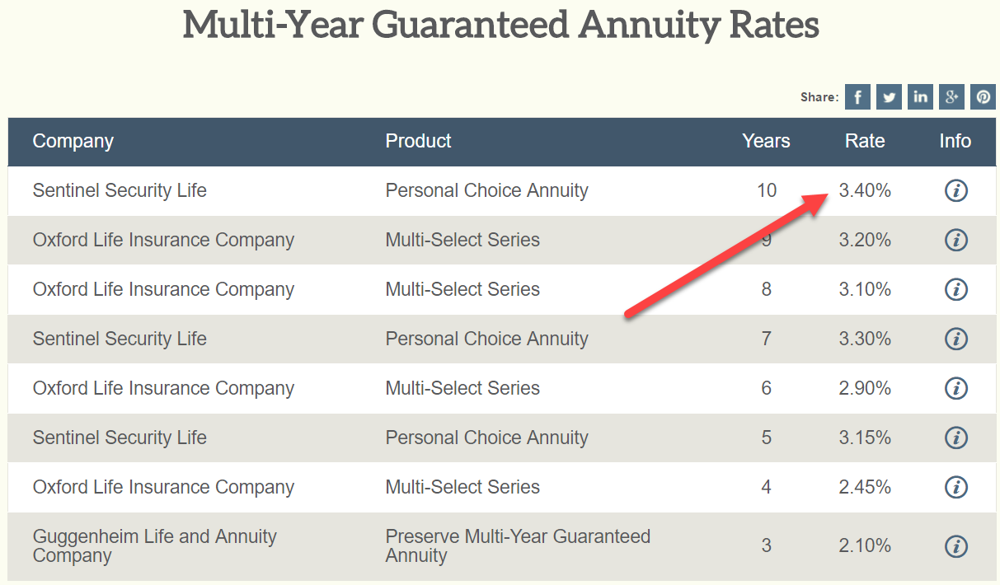 Multi-Year Guaranteed Annuity Rates
Share: f in g+
Company Product Years Rate Info
Sentinel Security Life Personal Choice Annuity 10 3.40% i
Oxford Life Insurance Company Multi-Select Series 9 3.20% i
Oxford Life Insurance Company Multi-Select Series 8 3.10% i
Sentinel Security Life Personal Choice Annuity 7 3.30% i
Oxford Life Insurance Company Multi-Select Series 6 2.90% i
Sentinel Security Life Personal Choice Annuity 5 3.15% i
Oxford Life Insurance Company Multi-Select Series 4 2.45% i
Guggenheim Life and Annuity Preserve Multi-Year Guaranteed 3 2.10% i
Company Annuity